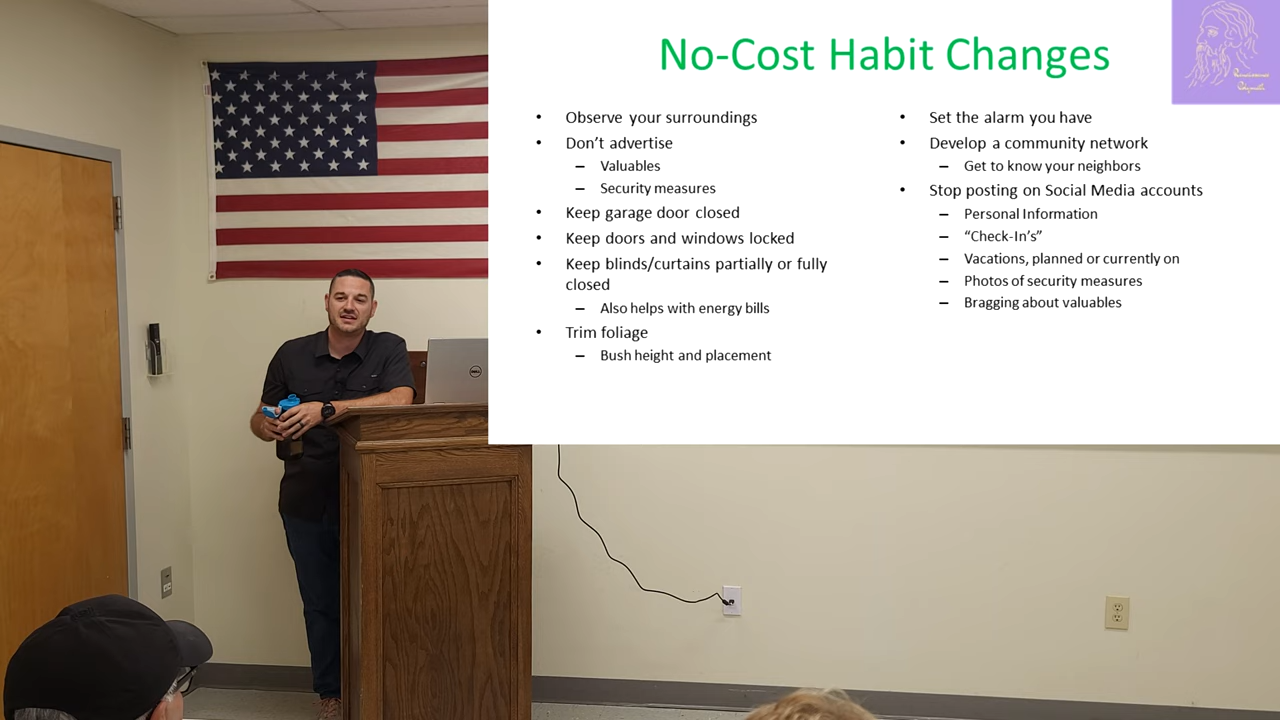 No-Cost Habit Changes
• Observe your surroundings
• Don’t advertise
– Valuables
– Security measures
• Keep garage door closed
• Keep doors and windows locked
• Keep blinds/curtains partially or fully
closed
– Also helps with energy bills
• Trim foliage
– Bush height and placement
• Set the alarm you have
• Develop a community network
– Get to know your neighbors
• Stop posting on Social Media accounts
– Personal Information
– “Check-In’s”
– Vacations, planned or currently on
– Photos of security measures
– Bragging about valuables
DELL